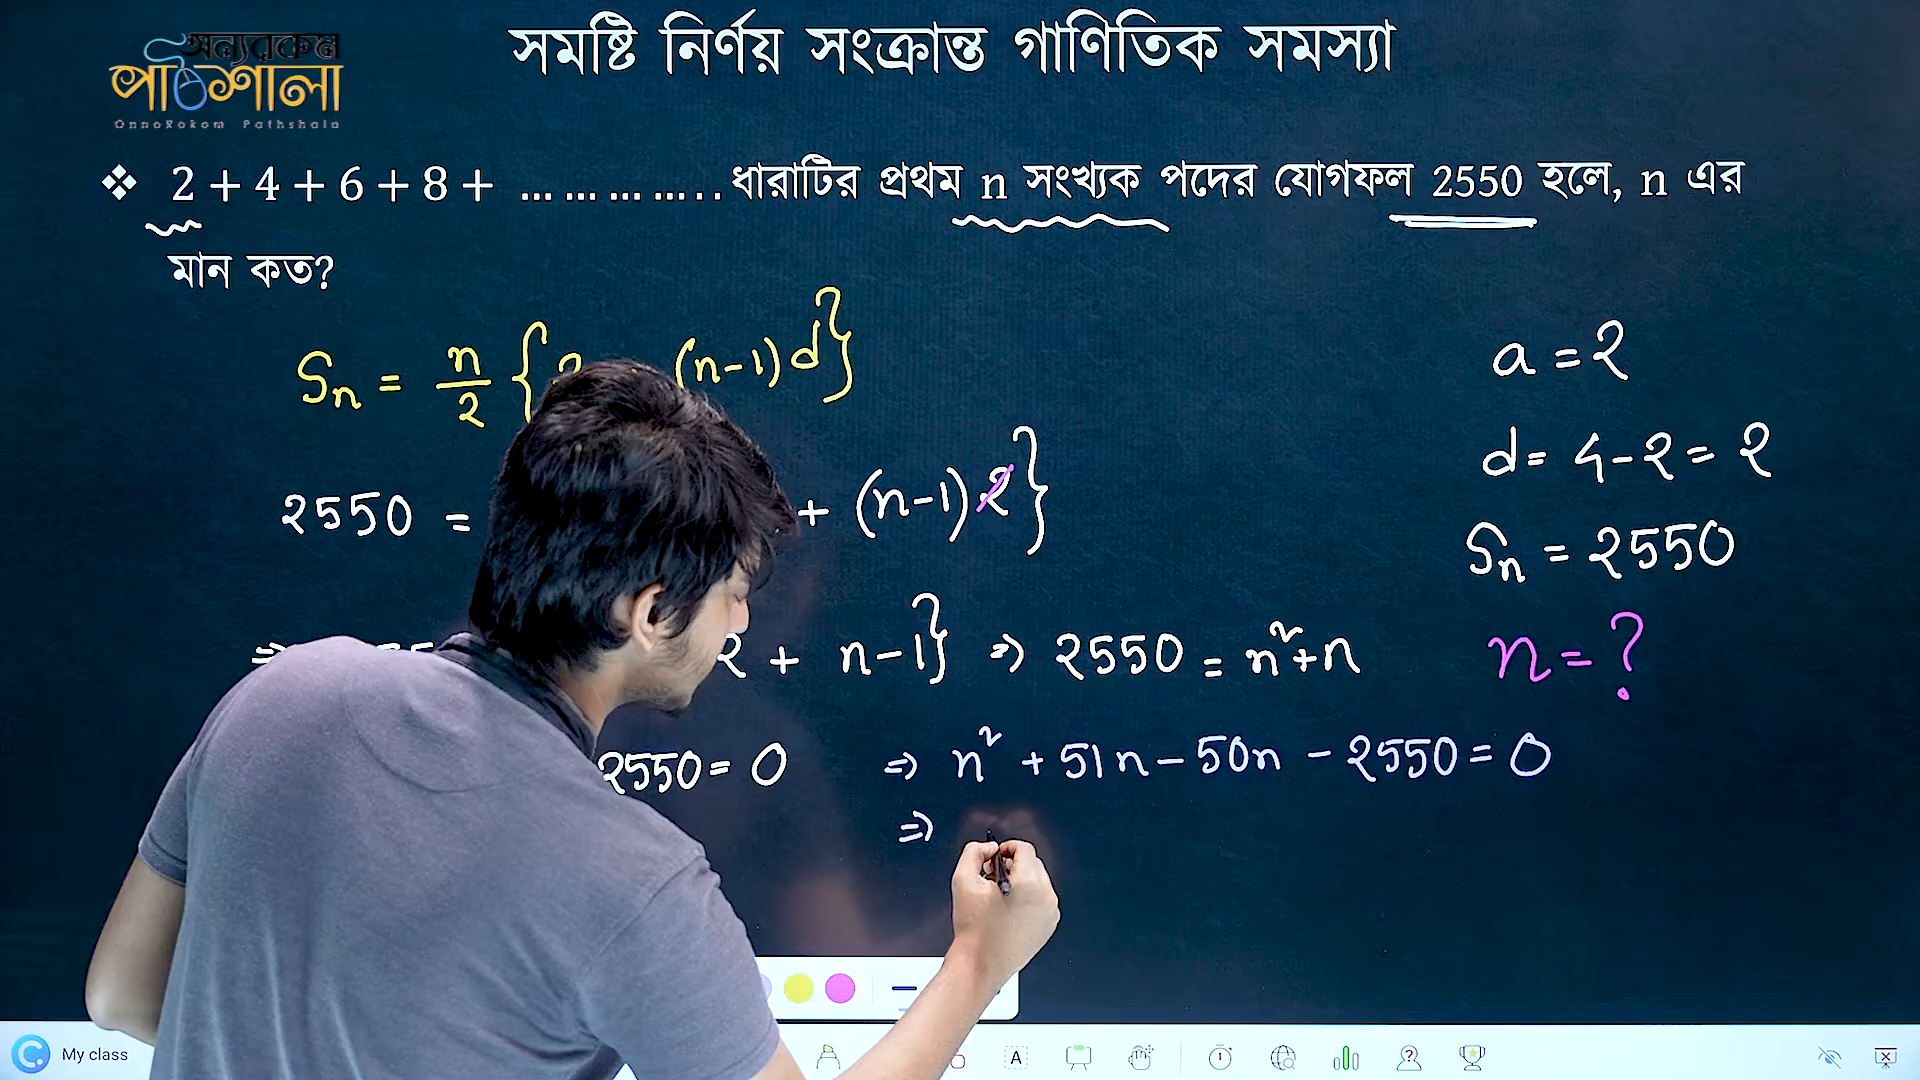 সমষ্টি নির্ণয় সংক্রান্ত গাণিতিক সমস্যা
অন্যরকম
পাঠশালা
OnnoRokom Pathshala
❖ 2 + 4 + 6 + 8 + ... ... ... ..... ধারাটির প্রথম n সংখ্যক পদের যোগফল 2550 হলে, n এর
মান কত?
Sn = n/2 { (n-1) d }
a = 2
d = 4 - 2 = 2
2550 = + (n-1) 2 }
Sn = 2550
2 + n-1 } ⇒ 2550 = n² + n
n = ?
2550 = 0 ⇒ n² + 51n - 50n - 2550 = 0
⇒
My class
A